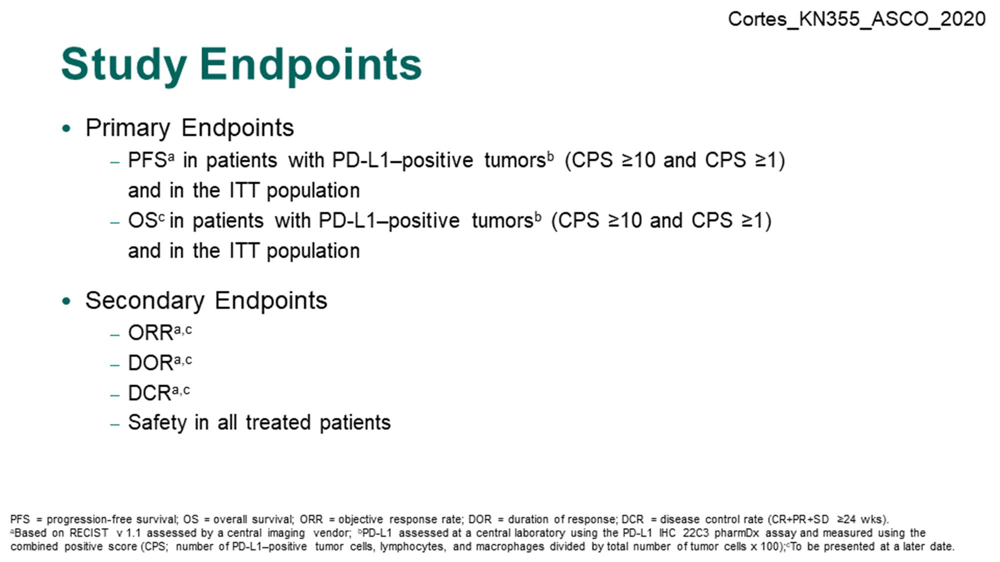 Cortes_KN355_ASCO_2020
Study Endpoints
• Primary Endpoints
– PFSᵃ in patients with PD-L1–positive tumorsᵇ (CPS ≥10 and CPS ≥1)
and in the ITT population
– OSᶜ in patients with PD-L1–positive tumorsᵇ (CPS ≥10 and CPS ≥1)
and in the ITT population
• Secondary Endpoints
– ORRᵃ,ᶜ
– DORᵃ,ᶜ
– DCRᵃ,ᶜ
– Safety in all treated patients
PFS = progression-free survival; OS = overall survival; ORR = objective response rate; DOR = duration of response; DCR = disease control rate (CR+PR+SD ≥24 wks).
ᵃBased on RECIST v 1.1 assessed by a central imaging vendor; ᵇPD-L1 assessed at a central laboratory using the PD-L1 IHC 22C3 pharmDx assay and measured using the
combined positive score (CPS; number of PD-L1–positive tumor cells, lymphocytes, and macrophages divided by total number of tumor cells x 100);ᶜTo be presented at a later date.